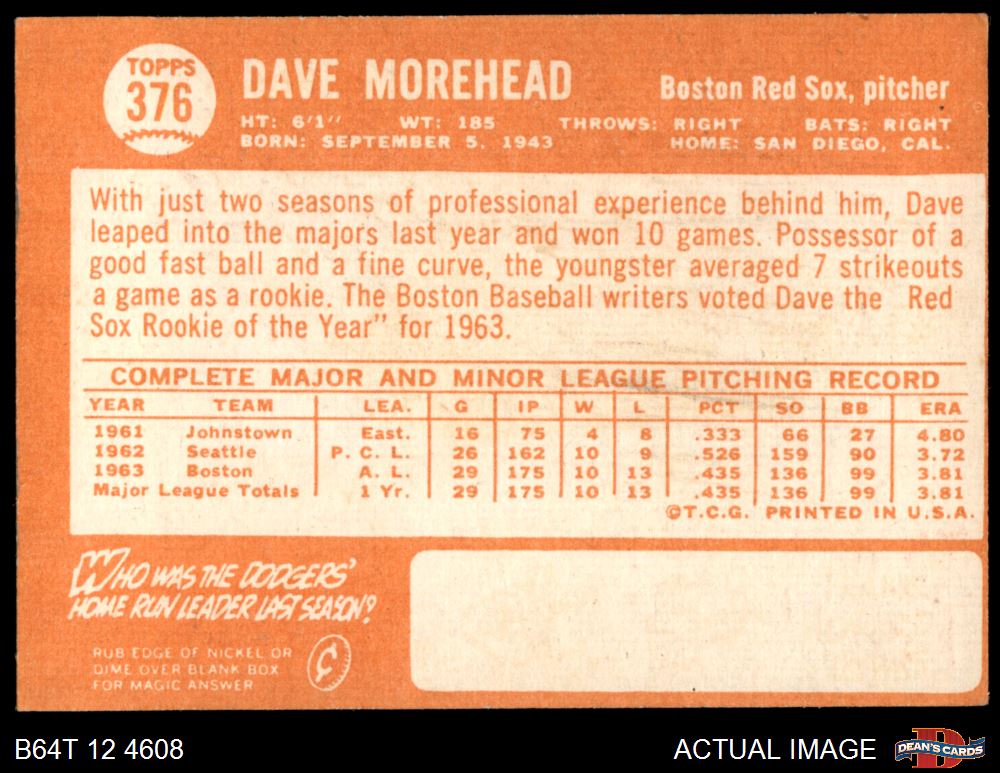 TOPPS
376
DAVE MOREHEAD
Boston Red Sox, pitcher
HT: 6'1" WT: 185 THROWS: RIGHT BATS: RIGHT
BORN: SEPTEMBER 5, 1943 HOME: SAN DIEGO, CAL.
With just two seasons of professional experience behind him, Dave
leaped into the majors last year and won 10 games. Possessor of a
good fast ball and a fine curve, the youngster averaged 7 strikeouts
a game as a rookie. The Boston Baseball writers voted Dave the Red
Sox Rookie of the Year" for 1963.
COMPLETE MAJOR AND MINOR LEAGUE PITCHING RECORD
YEAR TEAM LEA. G IP W L PCT SO BB ERA
1961 Johnstown East. 16 75 4 8 .333 66 27 4.80
1962 Seattle P. C. L. 26 162 10 9 .526 159 90 3.72
1963 Boston A. L. 29 175 10 13 .435 136 99 3.81
Major League Totals 1 Yr. 29 175 10 13 .435 136 99 3.81
©T.C.G. PRINTED IN U.S.A.
WHO WAS THE DODGERS'
HOME RUN LEADER LAST SEASON?
RUB EDGE OF NICKEL OR
DIME OVER BLANK BOX
FOR MAGIC ANSWER
¢
B64T 12 4608
ACTUAL IMAGE
D
DEAN'S CARDS